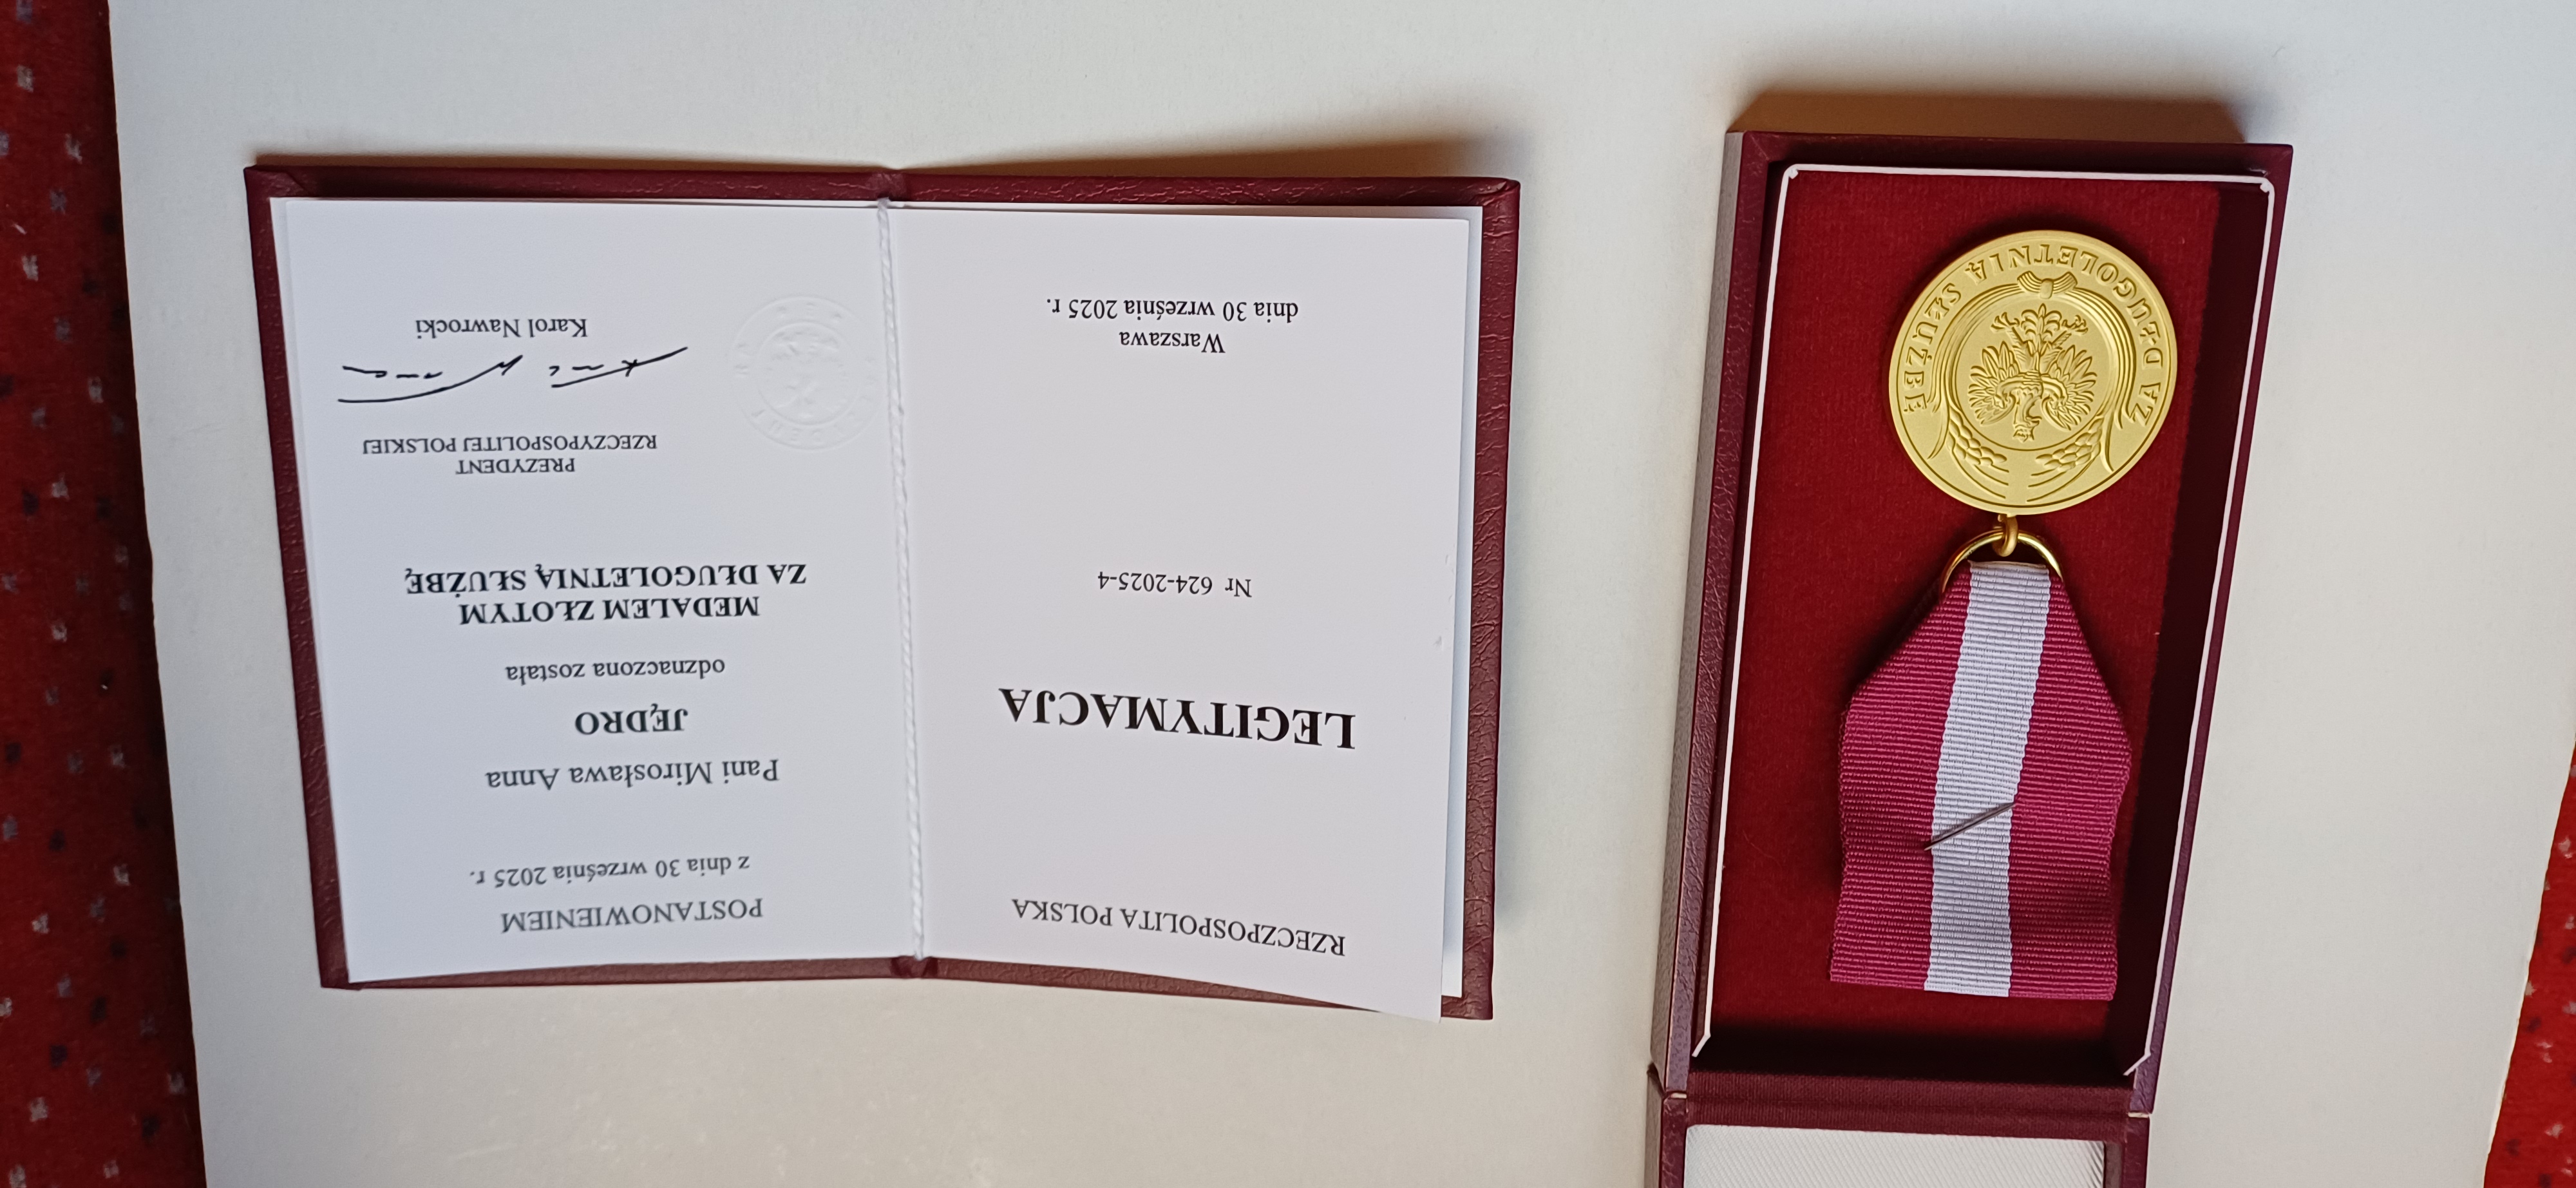 RZECZPOSPOLITA POLSKA
LEGITYMACJA
Nr 624-2025-4
Warszawa
dnia 30 września 2025 r.
POSTANOWIENIEM
z dnia 30 września 2025 r.
Pani Mirosława Anna
JĘDRO
odznaczona została
MEDALEM ZŁOTYM
ZA DŁUGOLETNIĄ SŁUŻBĘ
PREZYDENT
RZECZYPOSPOLITEJ POLSKIEJ
Karol Nawrocki
ZA DŁUGOLETNIĄ SŁUŻBĘ